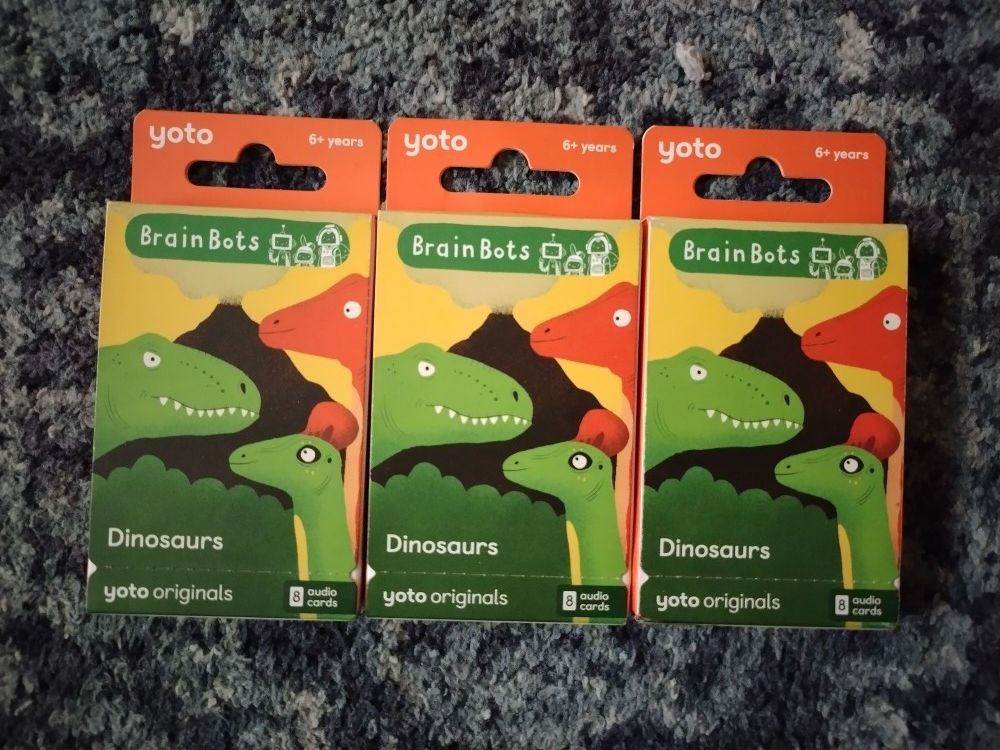 yoto 6+ years
BrainBots
Dinosaurs
yoto originals 8 audio cards
yoto 6+ years
BrainBots
Dinosaurs
yoto originals 8 audio cards
yoto 6+ years
BrainBots
Dinosaurs
yoto originals 8 audio cards